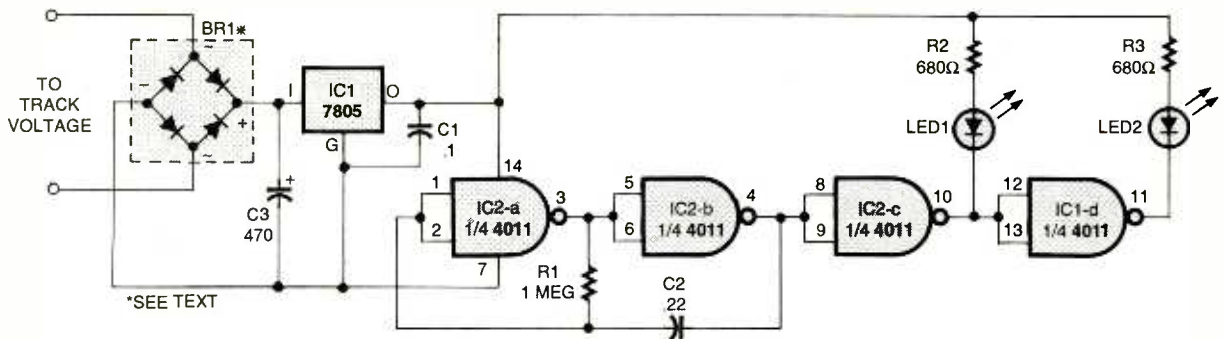 BR1*
~
−
+
~
TO
TRACK
VOLTAGE
I
IC1
7805
O
G
C1
.1
+
C3
470
*SEE TEXT
14
1
2
IC2-a
1/4 4011
3
7
R1
1 MEG
5
6
IC2-b
1/4 4011
4
C2
.22
8
9
IC2-c
1/4 4011
10
12
13
IC1-d
1/4 4011
11
R2
680Ω
LED1
R3
680Ω
LED2